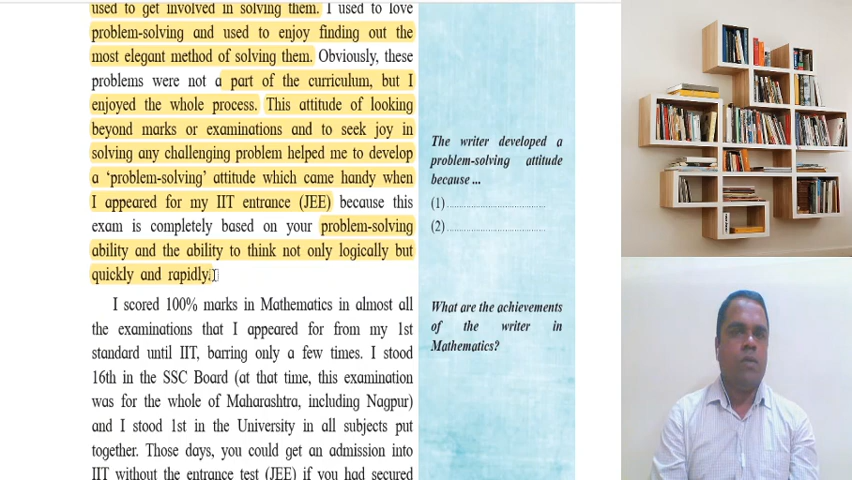 used to get involved in solving them. I used to love
problem-solving and used to enjoy finding out the
most elegant method of solving them. Obviously, these
problems were not a part of the curriculum, but I
enjoyed the whole process. This attitude of looking
beyond marks or examinations and to seek joy in
solving any challenging problem helped me to develop
a ‘problem-solving’ attitude which came handy when
I appeared for my IIT entrance (JEE) because this
exam is completely based on your problem-solving
ability and the ability to think not only logically but
quickly and rapidly.
I scored 100% marks in Mathematics in almost all
the examinations that I appeared for from my 1st
standard until IIT, barring only a few times. I stood
16th in the SSC Board (at that time, this examination
was for the whole of Maharashtra, including Nagpur)
and I stood 1st in the University in all subjects put
together. Those days, you could get an admission into
IIT without the entrance test (JEE) if you had secured
The writer developed a
problem-solving attitude
because ...
(1) ....................................
(2) ....................................
What are the achievements
of the writer in
Mathematics?